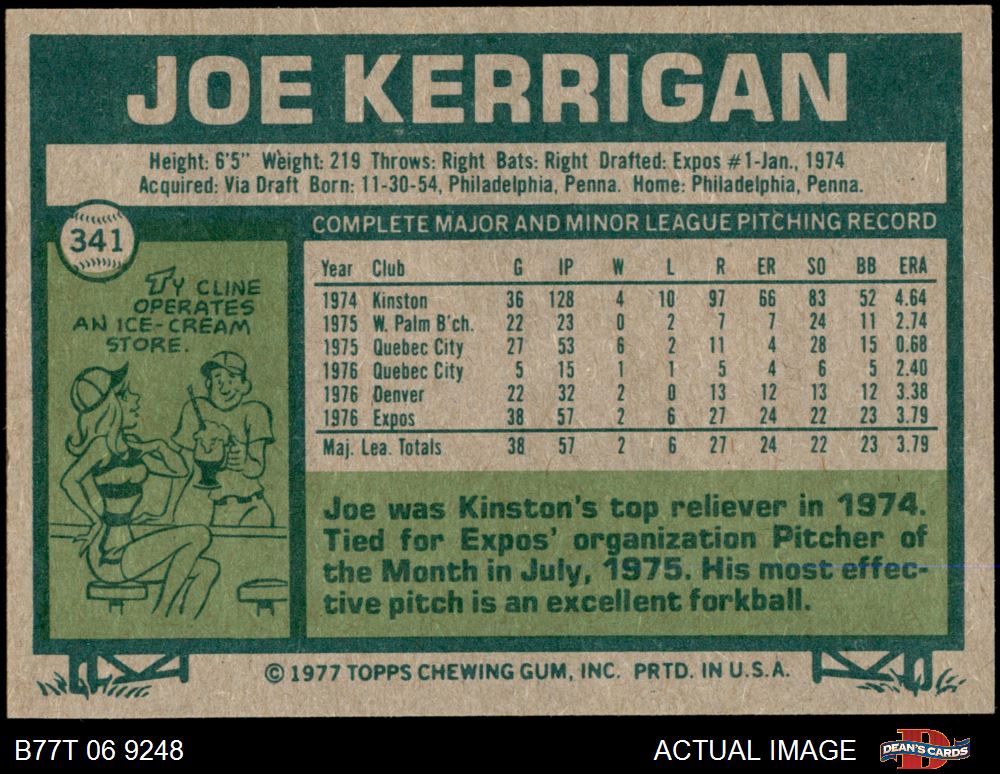 JOE KERRIGAN
Height: 6'5" Weight: 219 Throws: Right Bats: Right Drafted: Expos #1-Jan., 1974
Acquired: Via Draft Born: 11-30-54, Philadelphia, Penna. Home: Philadelphia, Penna.
341
TY CLINE
OPERATES
AN ICE-CREAM
STORE.
COMPLETE MAJOR AND MINOR LEAGUE PITCHING RECORD
Year Club G IP W L R ER SO BB ERA
1974 Kinston 36 128 4 10 97 66 83 52 4.64
1975 W. Palm B'ch. 22 23 0 2 7 7 24 11 2.74
1975 Quebec City 27 53 6 2 11 4 28 15 0.68
1976 Quebec City 5 15 1 1 5 4 6 5 2.40
1976 Denver 22 32 2 0 13 12 13 12 3.38
1976 Expos 38 57 2 6 27 24 22 23 3.79
Maj. Lea. Totals 38 57 2 6 27 24 22 23 3.79
Joe was Kinston's top reliever in 1974.
Tied for Expos' organization Pitcher of
the Month in July, 1975. His most effec-
tive pitch is an excellent forkball.
© 1977 TOPPS CHEWING GUM, INC. PRTD. IN U.S.A.
B77T 06 9248
ACTUAL IMAGE
DEAN'S CARDS